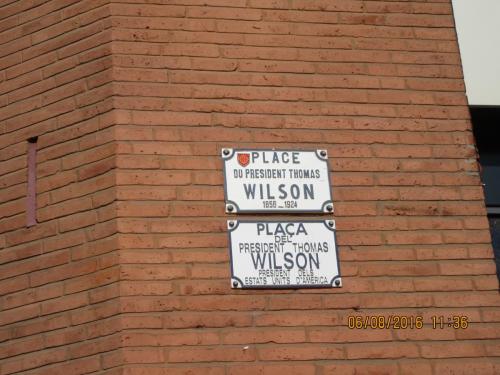 PLACE
DU PRESIDENT THOMAS
WILSON
1856 - 1924
PLAÇA
DEL
PRESIDENT THOMAS
WILSON
PRESIDENT DELS
ESTATS UNITS D'AMERICA
06/08/2016 11:36